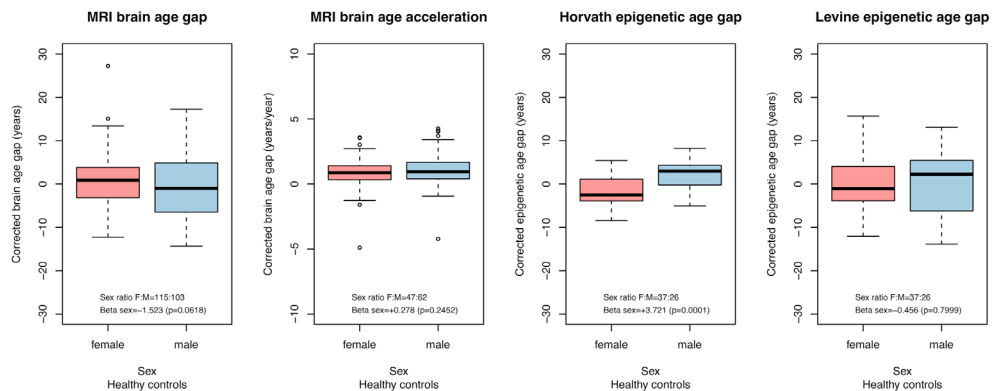 MRI brain age gap
Corrected brain age gap (years)
30
20
10
0
−10
−20
−30
Sex ratio F:M=115:103
Beta sex=−1.523 (p=0.0618)
female male
Sex
Healthy controls
MRI brain age acceleration
Corrected brain age gap (years/year)
10
5
0
−5
−10
Sex ratio F:M=47:62
Beta sex=+0.278 (p=0.2452)
female male
Sex
Healthy controls
Horvath epigenetic age gap
Corrected epigenetic age gap (years)
30
20
10
0
−10
−20
−30
Sex ratio F:M=37:26
Beta sex=+3.721 (p=0.0001)
female male
Sex
Healthy controls
Levine epigenetic age gap
Corrected epigenetic age gap (years)
30
20
10
0
−10
−20
−30
Sex ratio F:M=37:26
Beta sex=−0.456 (p=0.7999)
female male
Sex
Healthy controls